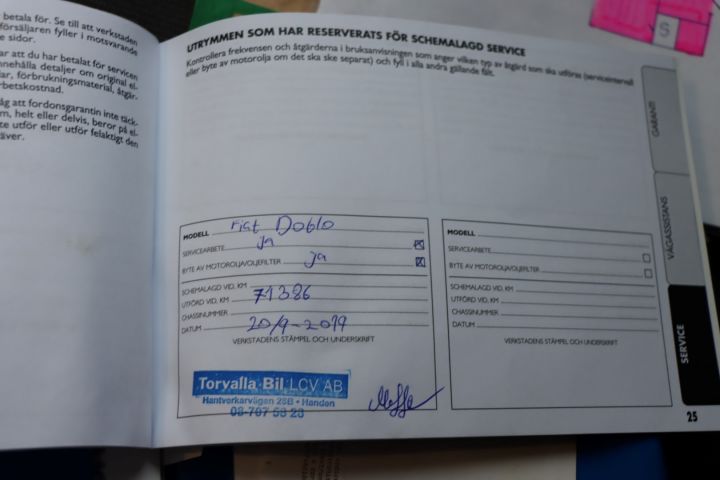 betala för. Se till att verkstaden
försäljaren fyller i motsvarande
sidor.
ar att du har betalat för servicen
nnehålla detaljer om original el-
lar, förbrukningsmaterial, åtgär-
rbetskostnad.
åg att fordonsgarantin inte täck-
m, helt eller delvis, beror på el-
te utför eller utför felaktigt den
äver.
UTRYMMEN SOM HAR RESERVERATS FÖR SCHEMALAGD SERVICE
Kontrollera frekvensen och åtgärderna i bruksanvisningen som anger vilken typ av åtgärd som ska utföras (serviceintervall
eller byte av motorolja om det ska ske separat) och fyll i alla andra gällande fält.
MODELL Fiat Doblo
SERVICEARBETE ja
BYTE AV MOTOROLJA/OLJEFILTER ja
SCHEMALAGD VID, KM
UTFÖRD VID, KM 71386
CHASSINUMMER
DATUM 20/9-2019
VERKSTADENS STÄMPEL OCH UNDERSKRIFT
Torvalla Bil LCV AB
Hantverkarvägen 25B • Handen
MODELL
SERVICEARBETE
BYTE AV MOTOROLJA/OLJEFILTER
SCHEMALAGD VID, KM
UTFÖRD VID, KM
CHASSINUMMER
DATUM
VERKSTADENS STÄMPEL OCH UNDERSKRIFT
GARANTI
VÄGASSISTANS
SERVICE
25
S